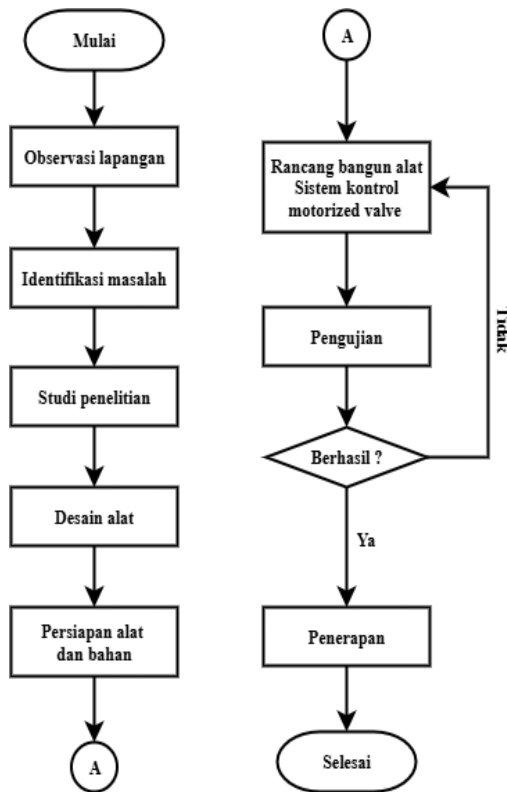 Mulai
Observasi lapangan
Identifikasi masalah
Studi penelitian
Desain alat
Persiapan alat
dan bahan
A
A
Rancang bangun alat
Sistem kontrol
motorized valve
Pengujian
Berhasil ?
Tidak
Ya
Penerapan
Selesai